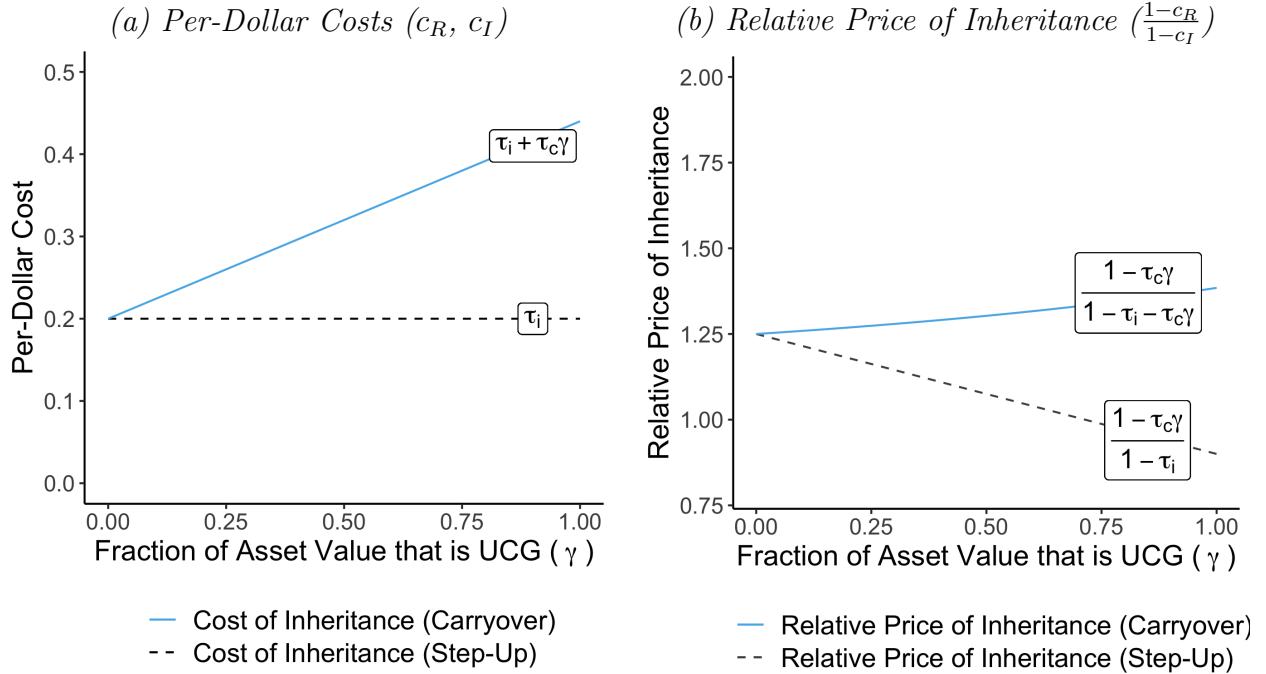 (a) Per-Dollar Costs (c_R, c_I)
0.5
0.4
0.3
0.2
0.1
0.0
Per-Dollar Cost
τ_i + τ_cγ
τ_i
0.00 0.25 0.50 0.75 1.00
Fraction of Asset Value that is UCG ( γ )
Cost of Inheritance (Carryover)
Cost of Inheritance (Step-Up)
(b) Relative Price of Inheritance (\frac{1-c_R}{1-c_I})
2.00
1.75
1.50
1.25
1.00
0.75
Relative Price of Inheritance
1 − τ_cγ
1 − τ_i − τ_cγ
1 − τ_cγ
1 − τ_i
0.00 0.25 0.50 0.75 1.00
Fraction of Asset Value that is UCG ( γ )
Relative Price of Inheritance (Carryover)
Relative Price of Inheritance (Step-Up)